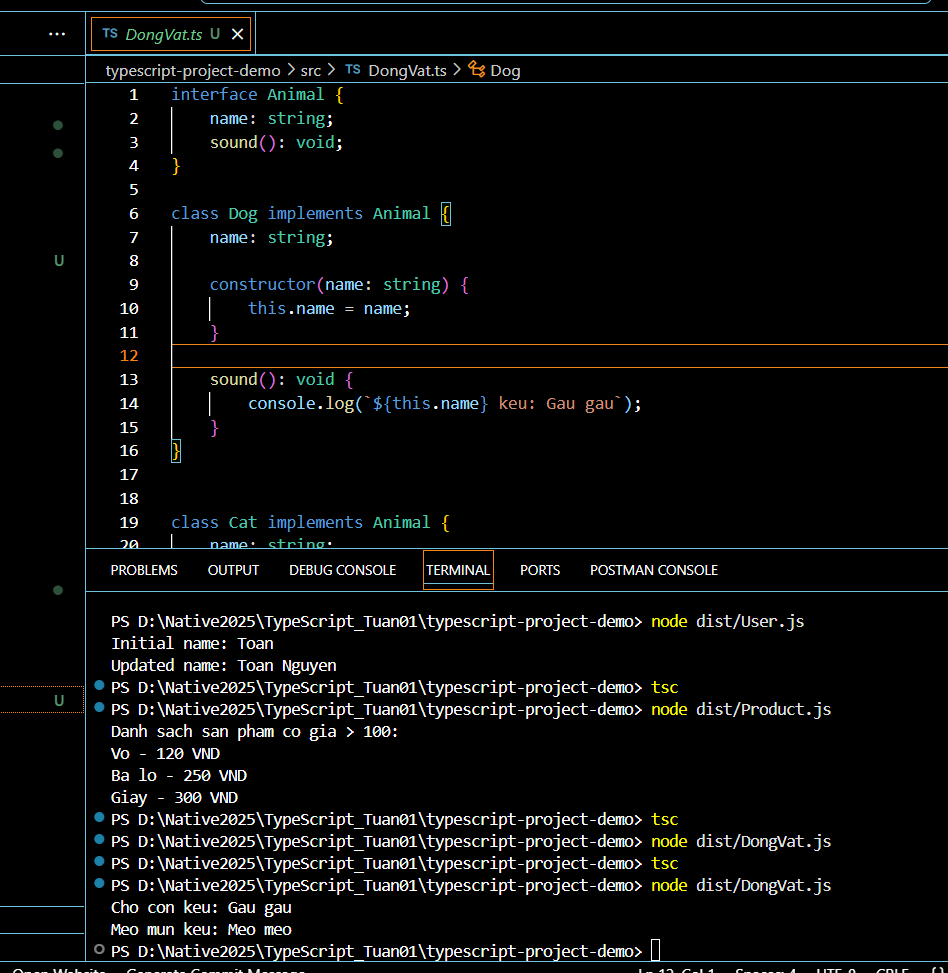 ... TS DongVat.ts U ×
typescript-project-demo > src > TS DongVat.ts > Dog
1 interface Animal {
2 name: string;
3 sound(): void;
4 }
5
6 class Dog implements Animal {
7 name: string;
U 8
9 constructor(name: string) {
10 this.name = name;
11 }
12
13 sound(): void {
14 console.log(`${this.name} keu: Gau gau`);
15 }
16 }
17
18
19 class Cat implements Animal {
20 name: string;
PROBLEMS OUTPUT DEBUG CONSOLE TERMINAL PORTS POSTMAN CONSOLE
PS D:\Native2025\TypeScript_Tuan01\typescript-project-demo> node dist/User.js
Initial name: Toan
Updated name: Toan Nguyen
PS D:\Native2025\TypeScript_Tuan01\typescript-project-demo> tsc
U
PS D:\Native2025\TypeScript_Tuan01\typescript-project-demo> node dist/Product.js
Danh sach san pham co gia > 100:
Vo - 120 VND
Ba lo - 250 VND
Giay - 300 VND
PS D:\Native2025\TypeScript_Tuan01\typescript-project-demo> tsc
PS D:\Native2025\TypeScript_Tuan01\typescript-project-demo> node dist/DongVat.js
PS D:\Native2025\TypeScript_Tuan01\typescript-project-demo> tsc
PS D:\Native2025\TypeScript_Tuan01\typescript-project-demo> node dist/DongVat.js
Cho con keu: Gau gau
Meo mun keu: Meo meo
PS D:\Native2025\TypeScript_Tuan01\typescript-project-demo>
Open Website Generate Commit Message Ln 12, Col 1 Spaces: 4 UTF-8 CRLF {}